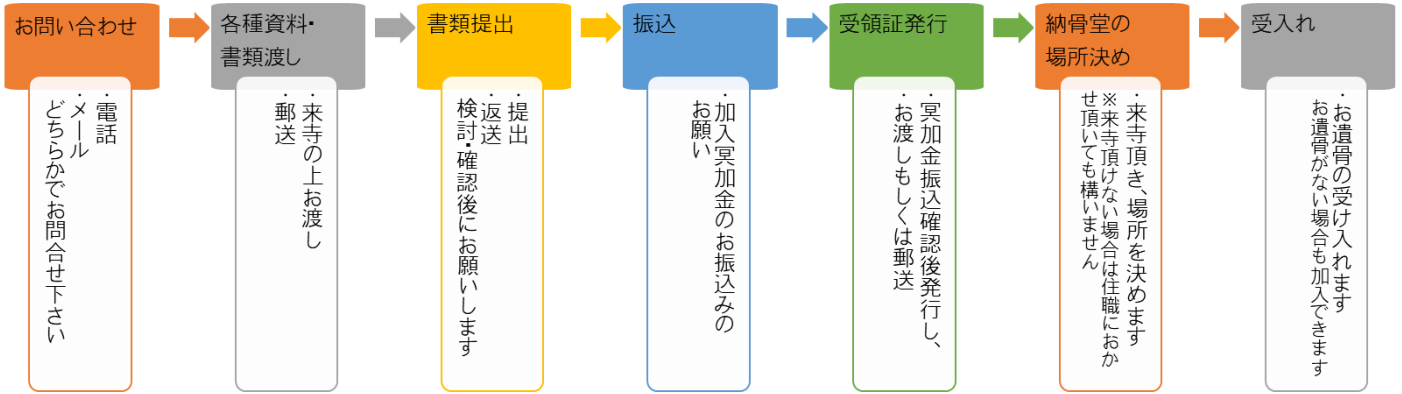 お問い合わせ
・電話
・メール
どちらかでお問合せ下さい
各種資料・
書類渡し
・来寺の上お渡し
・郵送
書類提出
・提出
・返送
検討・確認後にお願いします
振込
・加入冥加金のお振込みの
お願い
受領証発行
・冥加金振込確認後発行し、
・お渡しもしくは郵送
納骨堂の
場所決め
・来寺頂き、場所を決めます
※来寺頂けない場合は住職におか
せ頂いても構いません
受入れ
・お遺骨の受け入れます
お遺骨がない場合も加入できます